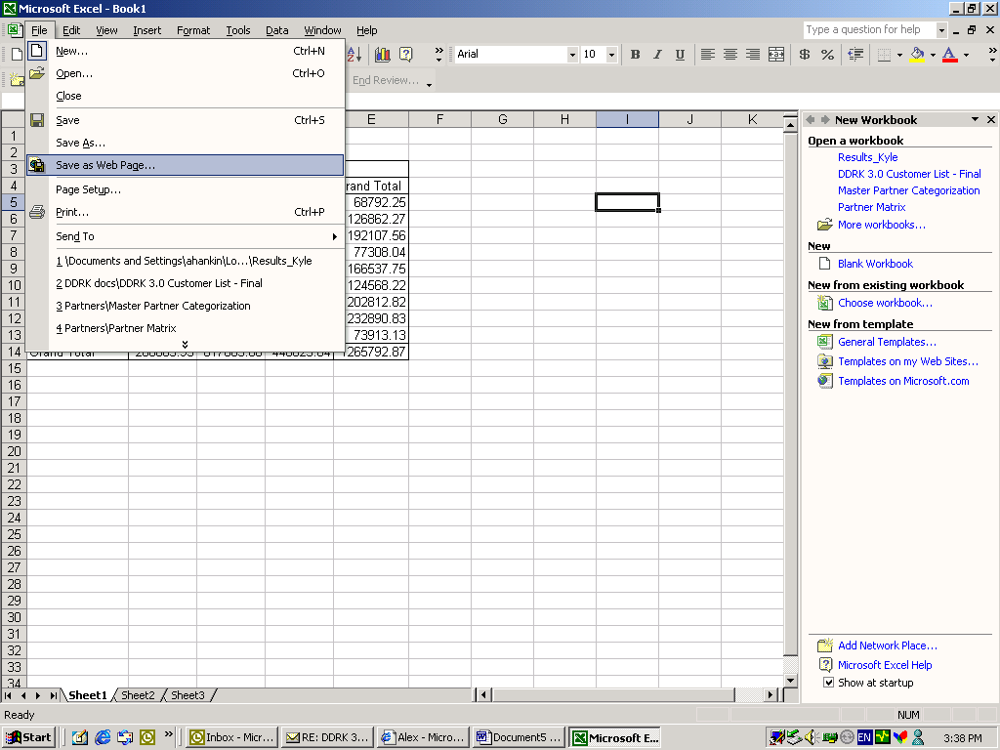 Microsoft Excel - Book1
File Edit View Insert Format Tools Data Window Help
Type a question for help
New... Ctrl+N
Arial 10 B I U $ %
Open... Ctrl+O
End Review...
Close
Save Ctrl+S
Save As...
Save as Web Page...
Page Setup...
Print... Ctrl+P
Send To
1 \Documents and Settings\ahankin\Lo...\Results_Kyle
2 DDRK docs\DDRK 3.0 Customer List - Final
3 Partners\Master Partner Categorization
4 Partners\Partner Matrix
E F G H I J K
1
2
3
4 rand Total
5 68792.25
6 126862.27
7 192107.56
8 77308.04
9 166537.75
10 124568.22
11 202812.82
12 232890.83
13 73913.13
14 265792.87
15
16
17
18
19
20
21
22
23
24
25
26
27
28
29
30
31
32
33
34
New Workbook
Open a workbook
Results_Kyle
DDRK 3.0 Customer List - Final
Master Partner Categorization
Partner Matrix
More workbooks...
New
Blank Workbook
New from existing workbook
Choose workbook...
New from template
General Templates...
Templates on my Web Sites...
Templates on Microsoft.com
Add Network Place...
Microsoft Excel Help
Show at startup
Sheet1 Sheet2 Sheet3
Ready NUM
Start Inbox - Micr... RE: DDRK 3... Alex - Micro... Document5 ... Microsoft E... EN 3:38 PM